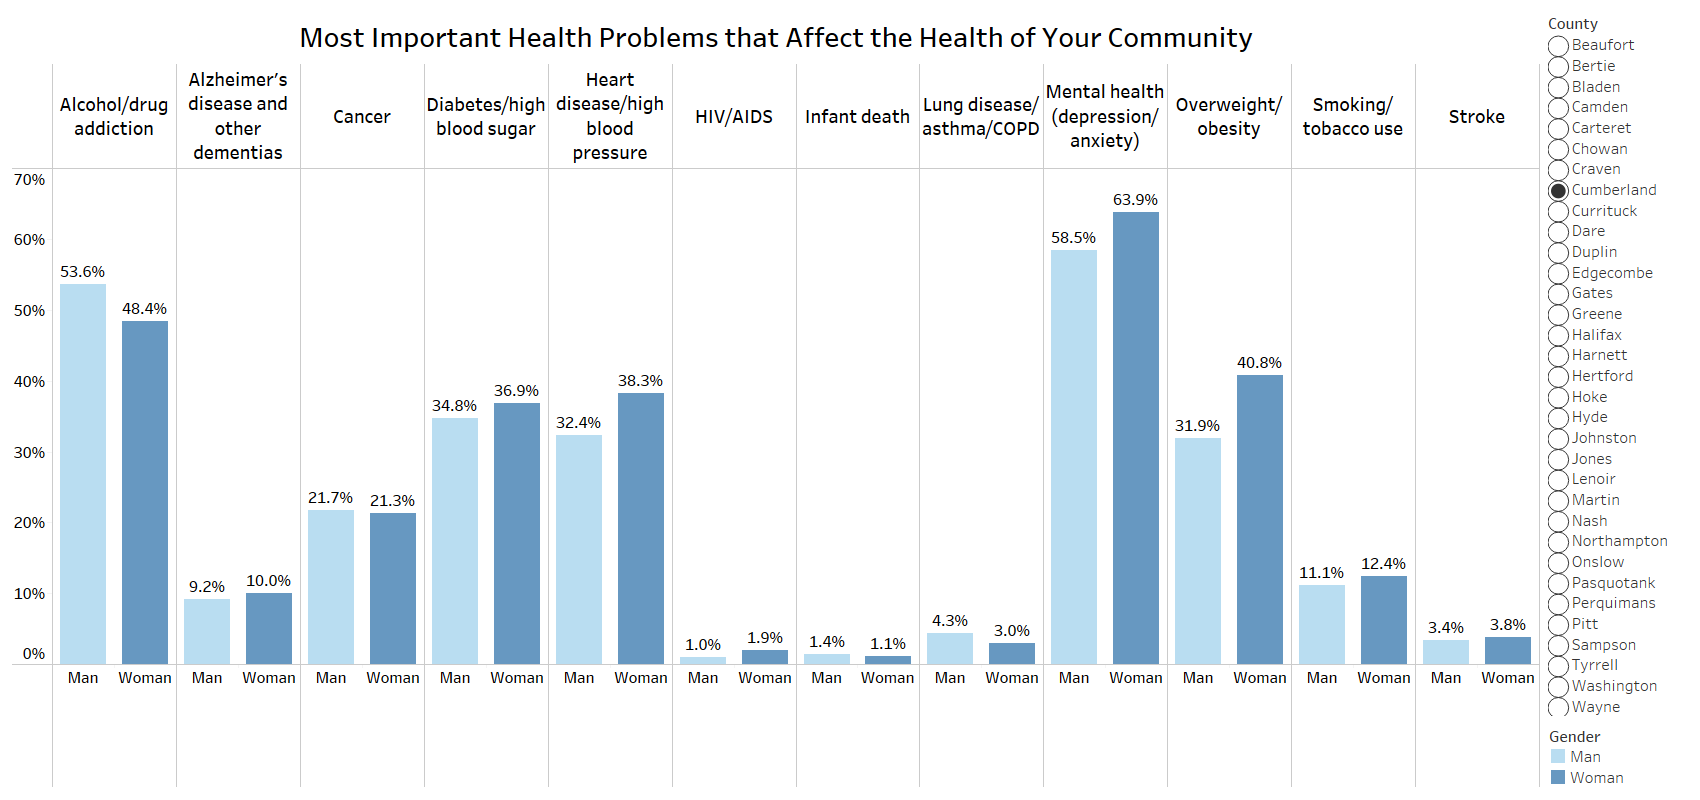 Most Important Health Problems that Affect the Health of Your Community
Alcohol/drug
addiction
Alzheimer's
disease and
other
dementias
Cancer
Diabetes/high
blood sugar
Heart
disease/high
blood
pressure
HIV/AIDS
Infant death
Lung disease/
asthma/COPD
Mental health
(depression/
anxiety)
Overweight/
obesity
Smoking/
tobacco use
Stroke
70%
60%
50%
40%
30%
20%
10%
0%
53.6%
48.4%
9.2%
10.0%
21.7%
21.3%
34.8%
36.9%
32.4%
38.3%
1.0%
1.9%
1.4%
1.1%
4.3%
3.0%
58.5%
63.9%
31.9%
40.8%
11.1%
12.4%
3.4%
3.8%
Man Woman Man Woman Man Woman Man Woman Man Woman Man Woman Man Woman Man Woman Man Woman Man Woman Man Woman Man Woman
County
Beaufort
Bertie
Bladen
Camden
Carteret
Chowan
Craven
Cumberland
Currituck
Dare
Duplin
Edgecombe
Gates
Greene
Halifax
Harnett
Hertford
Hoke
Hyde
Johnston
Jones
Lenoir
Martin
Nash
Northampton
Onslow
Pasquotank
Perquimans
Pitt
Sampson
Tyrrell
Washington
Wayne
Gender
Man
Woman